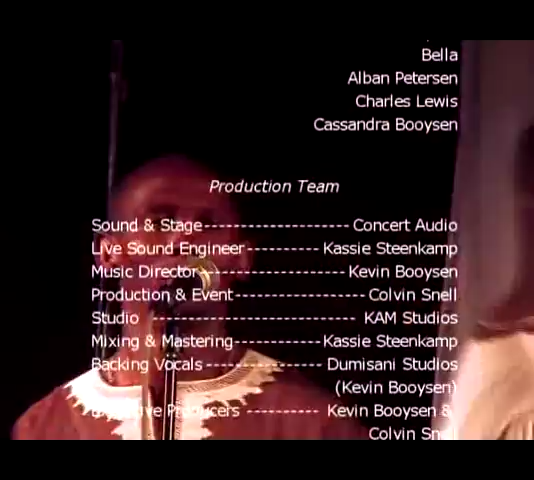 Bella
Alban Petersen
Charles Lewis
Cassandra Booysen
Production Team
Sound & Stage--------------------- Concert Audio
Live Sound Engineer---------- Kassie Steenkamp
Music Director-------------------- Kevin Booysen
Production & Event------------------ Colvin Snell
Studio ---------------------------- KAM Studios
Mixing & Mastering------------ Kassie Steenkamp
Backing Vocals---------------- Dumisani Studios
(Kevin Booysen)
Producers ---------- Kevin Booysen &
Colvin Snell